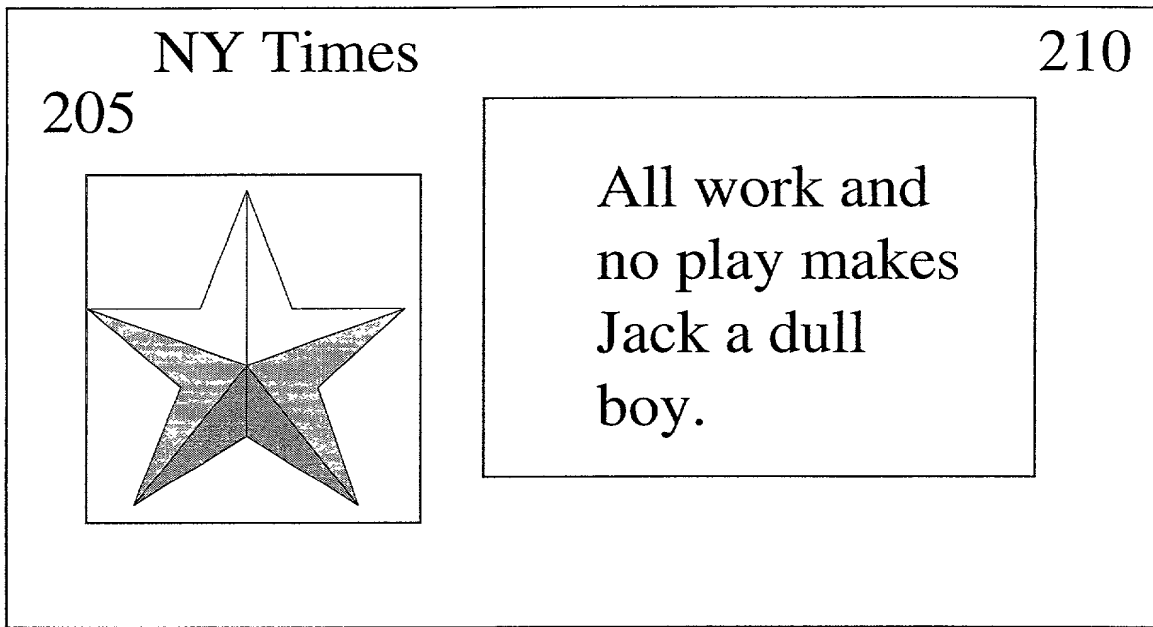 NY Times
210
205
All work and
no play makes
Jack a dull
boy.